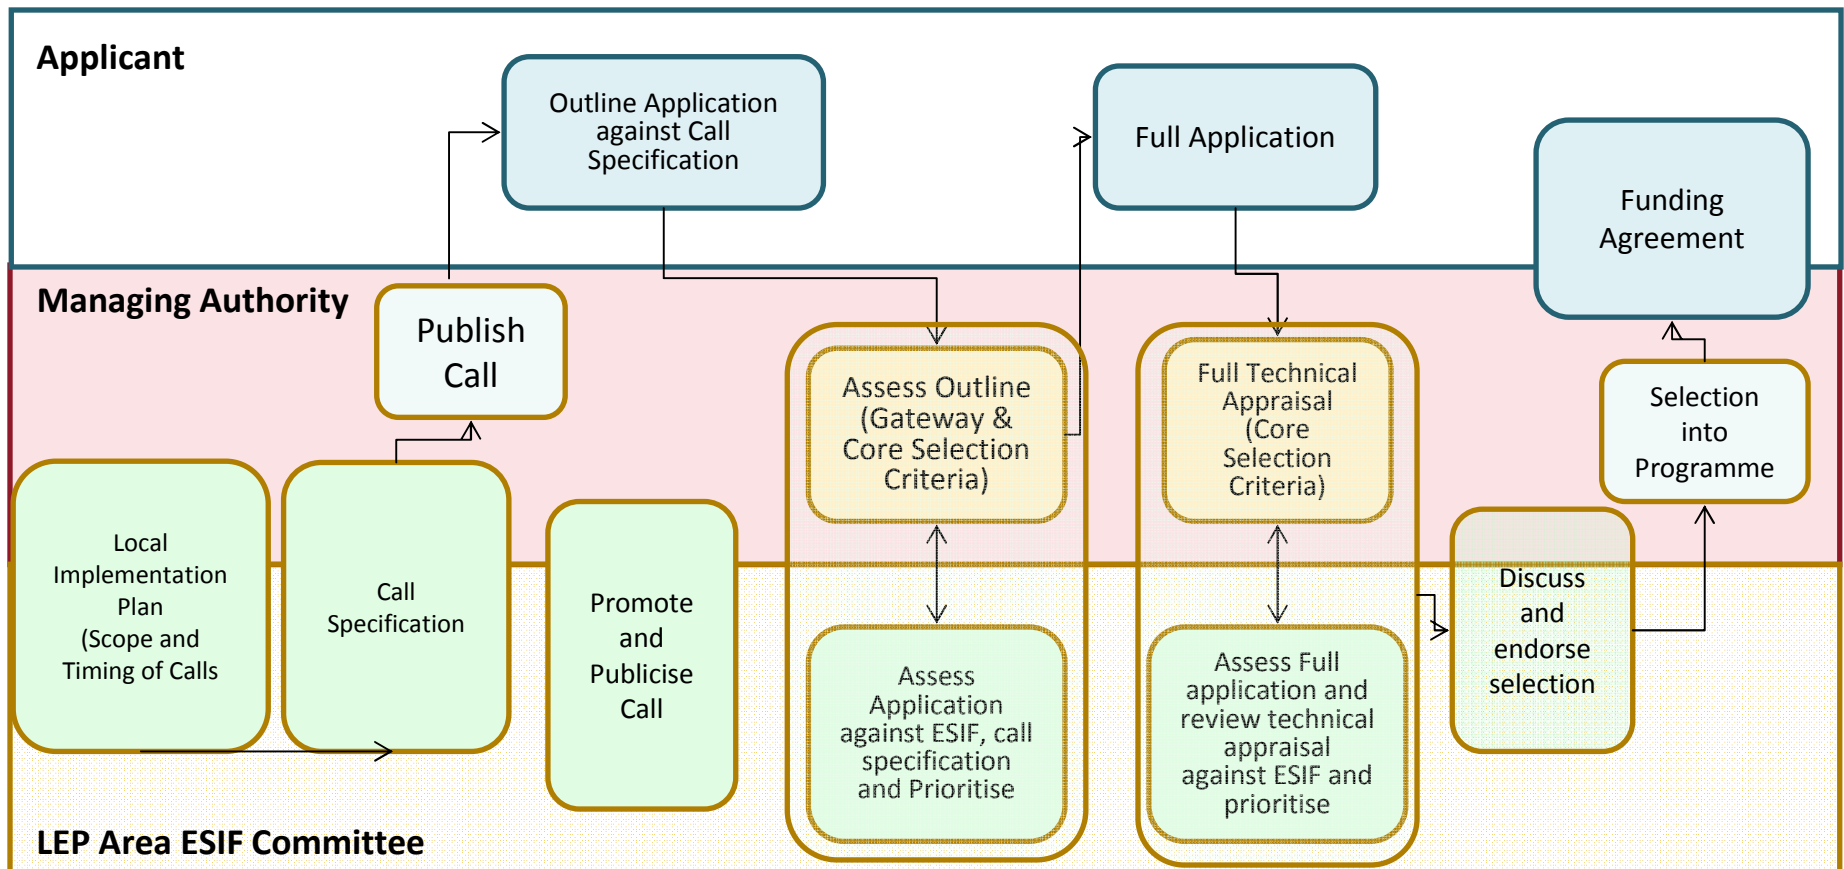 Applicant
Outline Application
against Call
Specification
Full Application
Funding
Agreement
Managing Authority
Publish
Call
Assess Outline
(Gateway &
Core Selection
Criteria)
Full Technical
Appraisal
(Core
Selection
Criteria)
Selection
into
Programme
Local
Implementation
Plan
(Scope and
Timing of Calls
Call
Specification
Promote
and
Publicise
Call
Discuss
and
endorse
selection
Assess
Application
against ESIF, call
specification
and Prioritise
Assess Full
application and
review technical
appraisal
against ESIF and
prioritise
LEP Area ESIF Committee